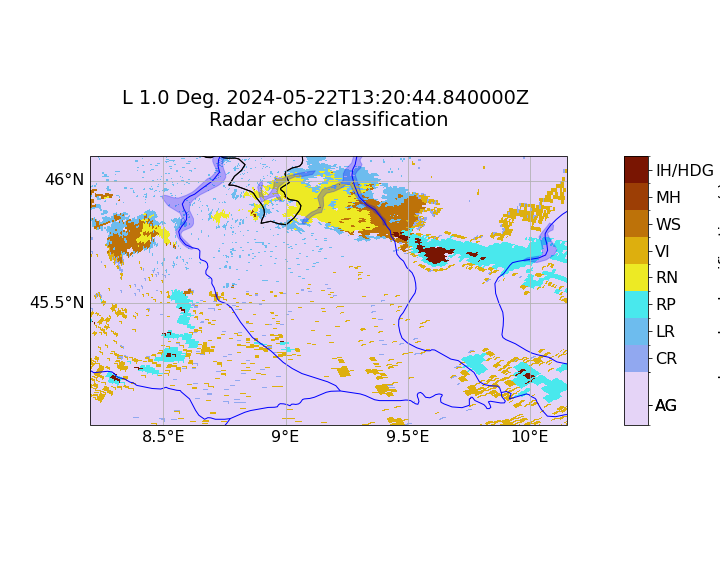 L 1.0 Deg. 2024-05-22T13:20:44.840000Z
Radar echo classification
46°N
45.5°N
8.5°E
9°E
9.5°E
10°E
IH/HDG
MH
WS
VI
RN
RP
LR
CR
AG